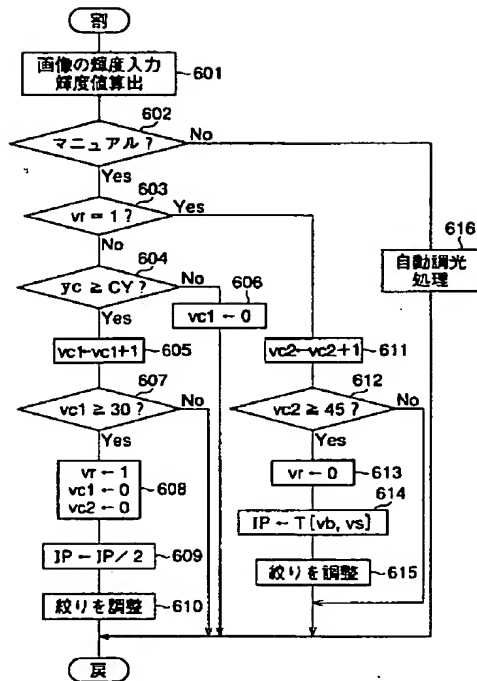 割
画像の輝度入力
輝度値算出
601
602
マニュアル?
No
Yes
603
vr = 1 ?
Yes
No
604
yc ≥ CY?
No
Yes
606
vc1 ← 0
616
自動調光
処理
vc1←vc1+1
605
vc2←vc2+1
611
607
vc1 ≥ 30 ?
No
Yes
612
vc2 ≥ 45 ?
No
Yes
vr ← 1
vc1 ← 0
vc2 ← 0
608
vr ← 0
613
614
IP ← T [vb, vs]
IP ← IP / 2
609
絞りを調整
615
絞りを調整
610
戻